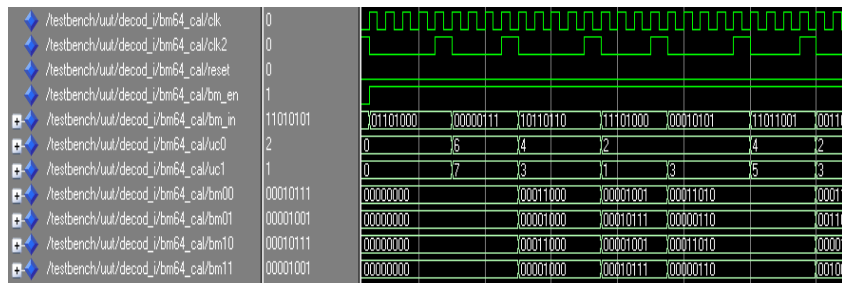 /testbench/uut/decod_i/bm64_cal/clk 0
/testbench/uut/decod_i/bm64_cal/clk2 0
/testbench/uut/decod_i/bm64_cal/reset 0
/testbench/uut/decod_i/bm64_cal/bm_en 1
/testbench/uut/decod_i/bm64_cal/bm_in 11010101 01101000 00000111 10110110 11101000 00010101 11011001 00110
/testbench/uut/decod_i/bm64_cal/uc0 2 0 6 4 2 4 2
/testbench/uut/decod_i/bm64_cal/uc1 1 0 7 3 1 3 5 3
/testbench/uut/decod_i/bm64_cal/bm00 00010111 00000000 00011000 00001001 00011010 00011
/testbench/uut/decod_i/bm64_cal/bm01 00001001 00000000 00001000 00010111 00000110 00110
/testbench/uut/decod_i/bm64_cal/bm10 00010111 00000000 00011000 00001001 00011010 00001
/testbench/uut/decod_i/bm64_cal/bm11 00001001 00000000 00001000 00010111 00000110 00100